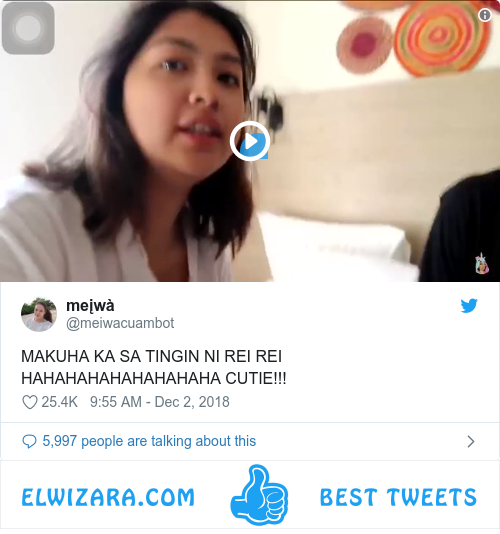 meįwà
@meiwacuambot
MAKUHA KA SA TINGIN NI REI REI
HAHAHAHAHAHAHAHAHA CUTIE!!!
25.4K 9:55 AM - Dec 2, 2018
5,997 people are talking about this
ELWIZARA.COM BEST TWEETS